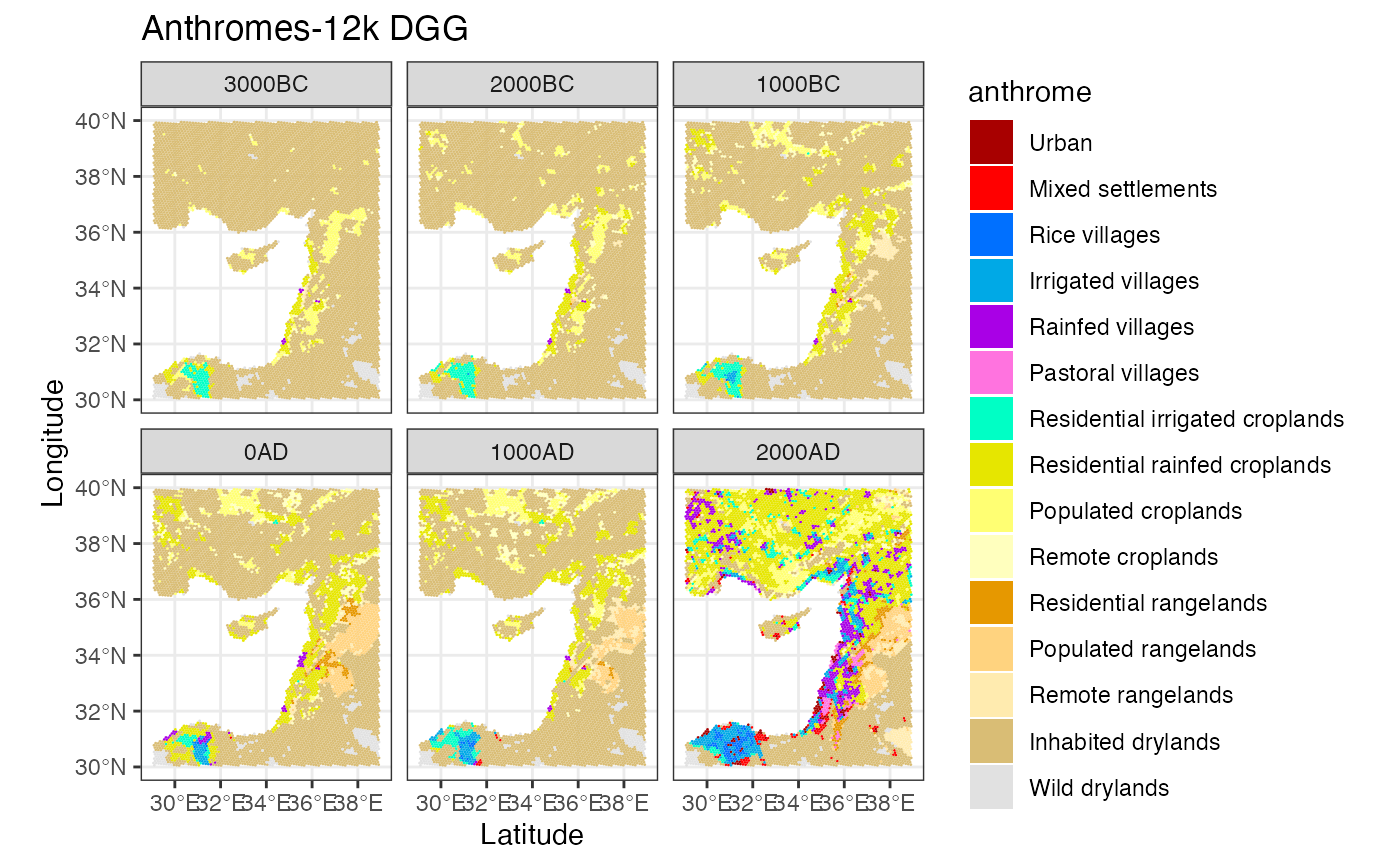 Anthromes-12k DGG
3000BC
2000BC
1000BC
40°N
38°N
36°N
34°N
32°N
30°N
0AD
1000AD
2000AD
40°N
38°N
36°N
34°N
32°N
30°N
30°E 32°E 34°E 36°E 38°E
30°E 32°E 34°E 36°E 38°E
30°E 32°E 34°E 36°E 38°E
Longitude
Latitude
anthrome
Urban
Mixed settlements
Rice villages
Irrigated villages
Rainfed villages
Pastoral villages
Residential irrigated croplands
Residential rainfed croplands
Populated croplands
Remote croplands
Residential rangelands
Populated rangelands
Remote rangelands
Inhabited drylands
Wild drylands